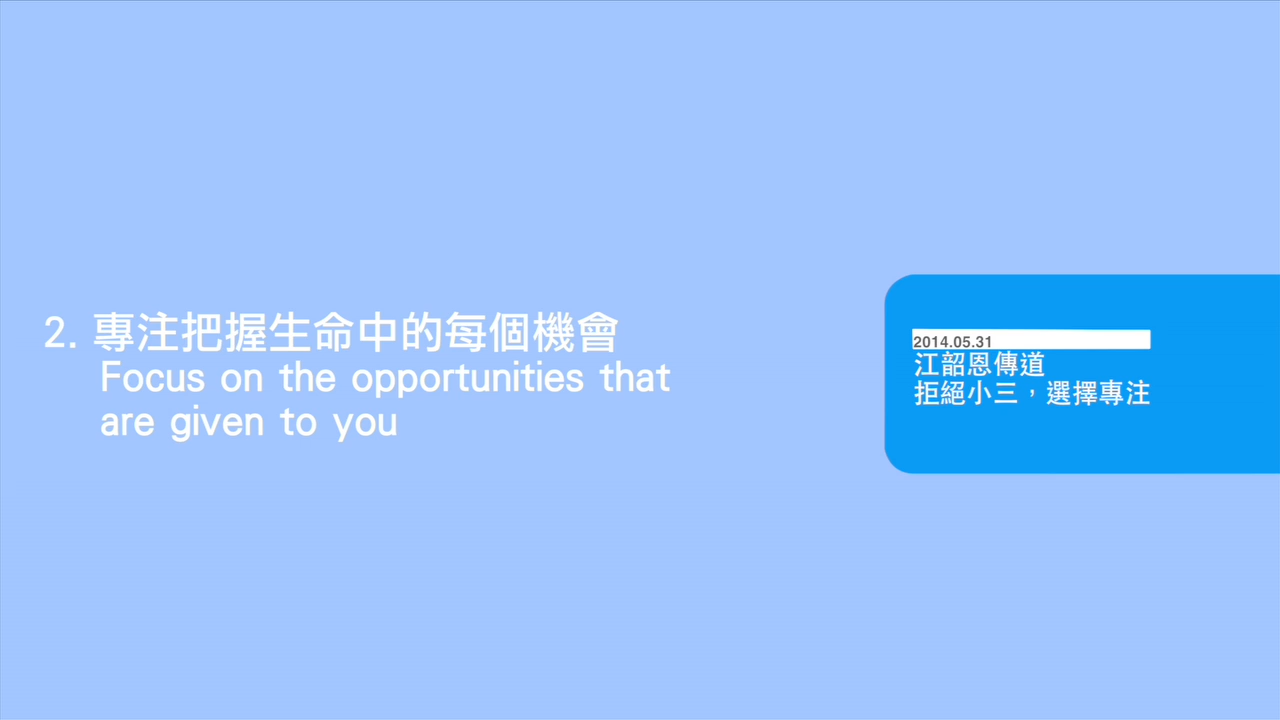 2. 專注把握生命中的每個機會
Focus on the opportunities that
are given to you
2014.05.31
江韶恩傳道
拒絕小三，選擇專注